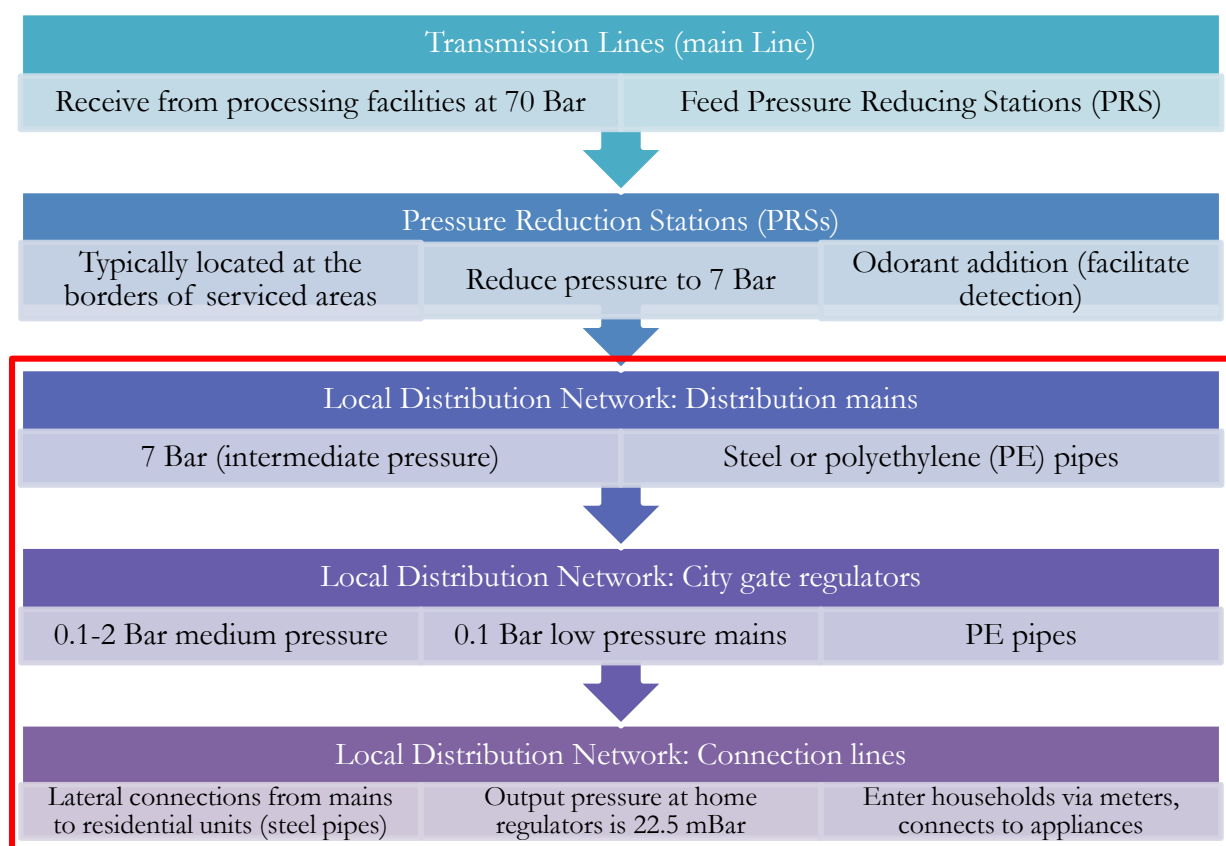 Transmission Lines (main Line)
Receive from processing facilities at 70 Bar
Feed Pressure Reducing Stations (PRS)
Pressure Reduction Stations (PRSs)
Typically located at the
borders of serviced areas
Reduce pressure to 7 Bar
Odorant addition (facilitate
detection)
Local Distribution Network: Distribution mains
7 Bar (intermediate pressure)
Steel or polyethylene (PE) pipes
Local Distribution Network: City gate regulators
0.1-2 Bar medium pressure
0.1 Bar low pressure mains
PE pipes
Local Distribution Network: Connection lines
Lateral connections from mains
to residential units (steel pipes)
Output pressure at home
regulators is 22.5 mBar
Enter households via meters,
connects to appliances